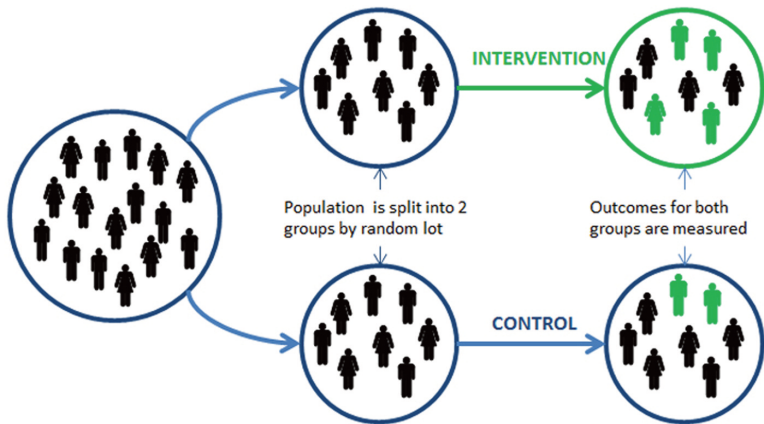 INTERVENTION
Population is split into 2
groups by random lot
Outcomes for both
groups are measured
CONTROL